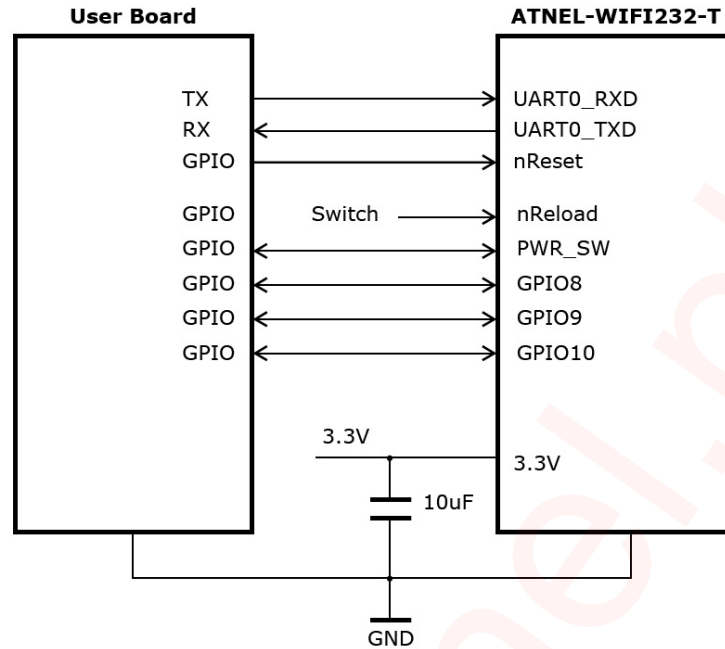 User Board
ATNEL-WIFI232-T
TX
UART0_RXD
RX
UART0_TXD
GPIO
nReset
GPIO
Switch
nReload
GPIO
PWR_SW
GPIO
GPIO8
GPIO
GPIO9
GPIO
GPIO10
3.3V
3.3V
10uF
GND